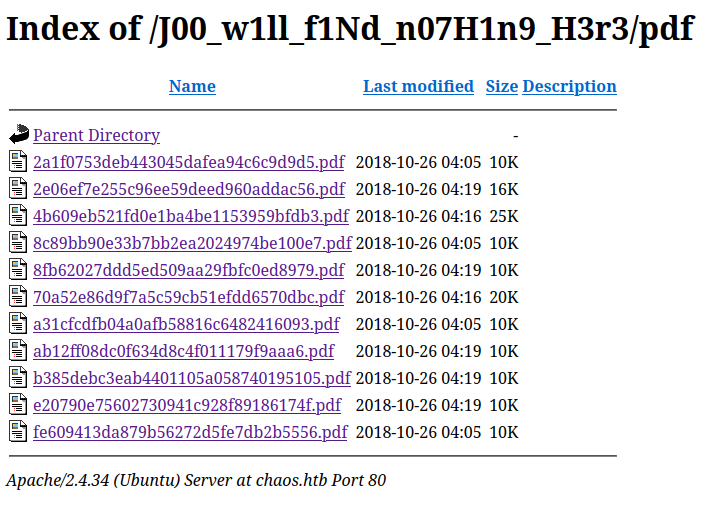 Index of /J00_w1ll_f1Nd_n07H1n9_H3r3/pdf
Name Last modified Size Description
Parent Directory -
2a1f0753deb443045dafea94c6c9d9d5.pdf 2018-10-26 04:05 10K
2e06ef7e255c96ee59deed960addac56.pdf 2018-10-26 04:19 16K
4b609eb521fd0e1ba4be1153959bfdb3.pdf 2018-10-26 04:16 25K
8c89bb90e33b7bb2ea2024974be100e7.pdf 2018-10-26 04:05 10K
8fb62027ddd5ed509aa29fbfc0ed8979.pdf 2018-10-26 04:19 10K
70a52e86d9f7a5c59cb51efdd6570dbc.pdf 2018-10-26 04:16 20K
a31cfcdfb04a0afb58816c6482416093.pdf 2018-10-26 04:05 10K
ab12ff08dc0f634d8c4f011179f9aaa6.pdf 2018-10-26 04:19 10K
b385debc3eab4401105a058740195105.pdf 2018-10-26 04:19 10K
e20790e75602730941c928f89186174f.pdf 2018-10-26 04:19 10K
fe609413da879b56272d5fe7db2b5556.pdf 2018-10-26 04:05 10K
Apache/2.4.34 (Ubuntu) Server at chaos.htb Port 80